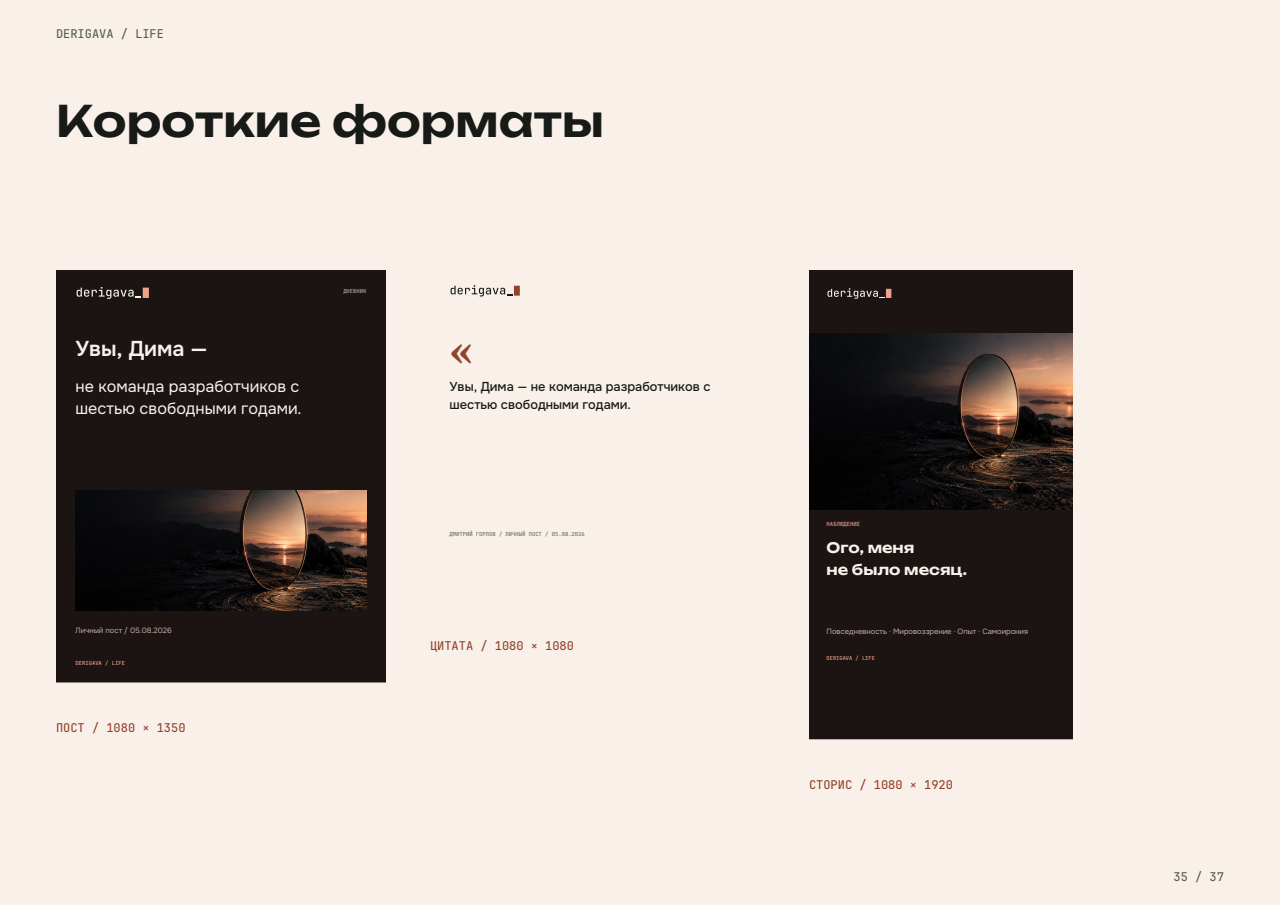 DERIGAVA / LIFE
Короткие форматы
derigava_
ДНЕВНИК
Увы, Дима —
не команда разработчиков с
шестью свободными годами.
Личный пост / 05.08.2026
DERIGAVA / LIFE
ПОСТ / 1080 × 1350
derigava_
«
Увы, Дима — не команда разработчиков с
шестью свободными годами.
ДМИТРИЙ ГОРЛОВ / ЛИЧНЫЙ ПОСТ / 05.08.2026
ЦИТАТА / 1080 × 1080
derigava_
НАБЛЮДЕНИЕ
Ого, меня
не было месяц.
Повседневность · Мировоззрение · Опыт · Самоирония
DERIGAVA / LIFE
СТОРИС / 1080 × 1920
35 / 37